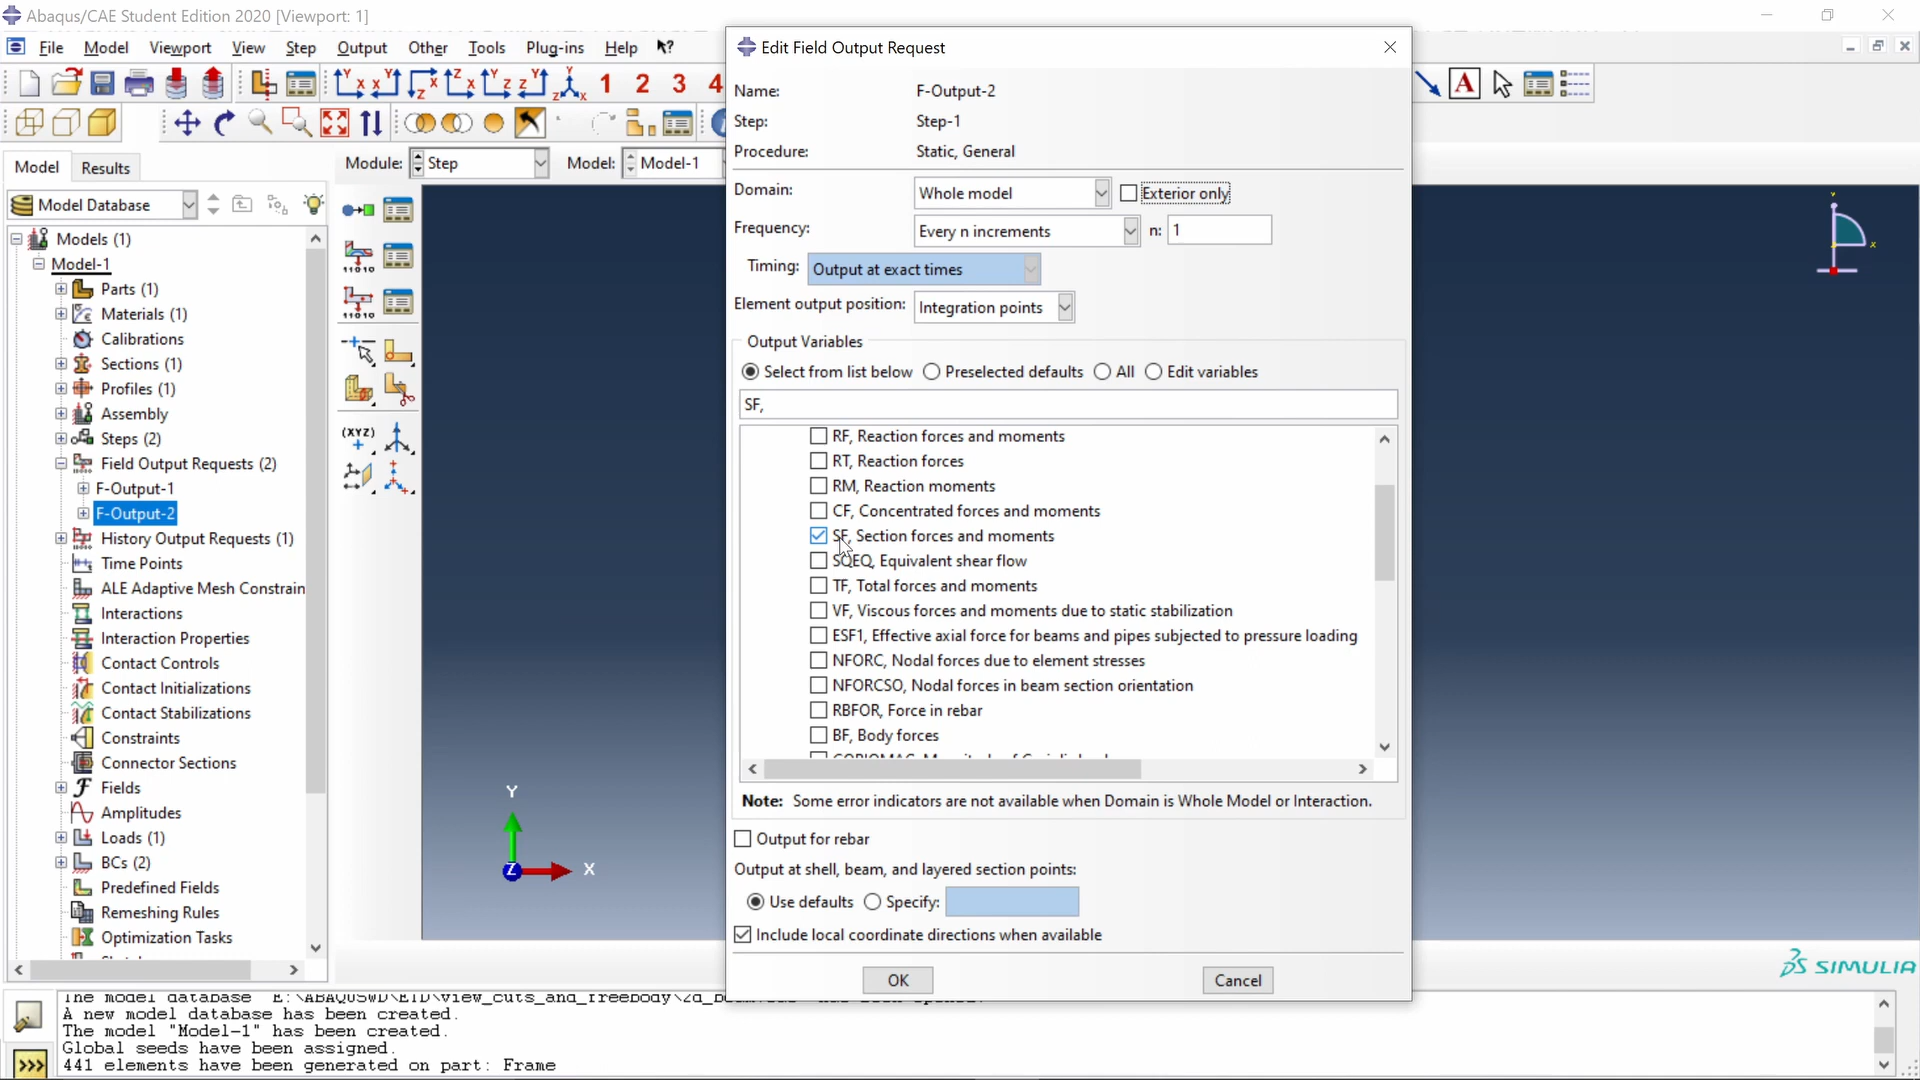 Abaqus/CAE Student Edition 2020 [Viewport: 1]
File Model Viewport View Step Output Other Tools Plug-ins Help
1 2 3 4
A
Model Results
Module: Step Model: Model-1
Model Database
Models (1)
Model-1
Parts (1)
Materials (1)
Calibrations
Sections (1)
Profiles (1)
Assembly
Steps (2)
Field Output Requests (2)
F-Output-1
F-Output-2
History Output Requests (1)
Time Points
ALE Adaptive Mesh Constrain
Interactions
Interaction Properties
Contact Controls
Contact Initializations
Contact Stabilizations
Constraints
Connector Sections
Fields
Amplitudes
Loads (1)
BCs (2)
Predefined Fields
Remeshing Rules
Optimization Tasks
(XYZ)
Edit Field Output Request
Name: F-Output-2
Step: Step-1
Procedure: Static, General
Domain: Whole model Exterior only
Frequency: Every n increments n: 1
Timing: Output at exact times
Element output position: Integration points
Output Variables
Select from list below Preselected defaults All Edit variables
SF,
RF, Reaction forces and moments
RT, Reaction forces
RM, Reaction moments
CF, Concentrated forces and moments
SF, Section forces and moments
SQEQ, Equivalent shear flow
TF, Total forces and moments
VF, Viscous forces and moments due to static stabilization
ESF1, Effective axial force for beams and pipes subjected to pressure loading
NFORC, Nodal forces due to element stresses
NFORCSO, Nodal forces in beam section orientation
RBFOR, Force in rebar
BF, Body forces
Note: Some error indicators are not available when Domain is Whole Model or Interaction.
Output for rebar
Output at shell, beam, and layered section points:
Use defaults Specify:
Include local coordinate directions when available
OK Cancel
Y
Z X
SIMULIA
A new model database has been created.
The model "Model-1" has been created.
Global seeds have been assigned.
441 elements have been generated on part: Frame